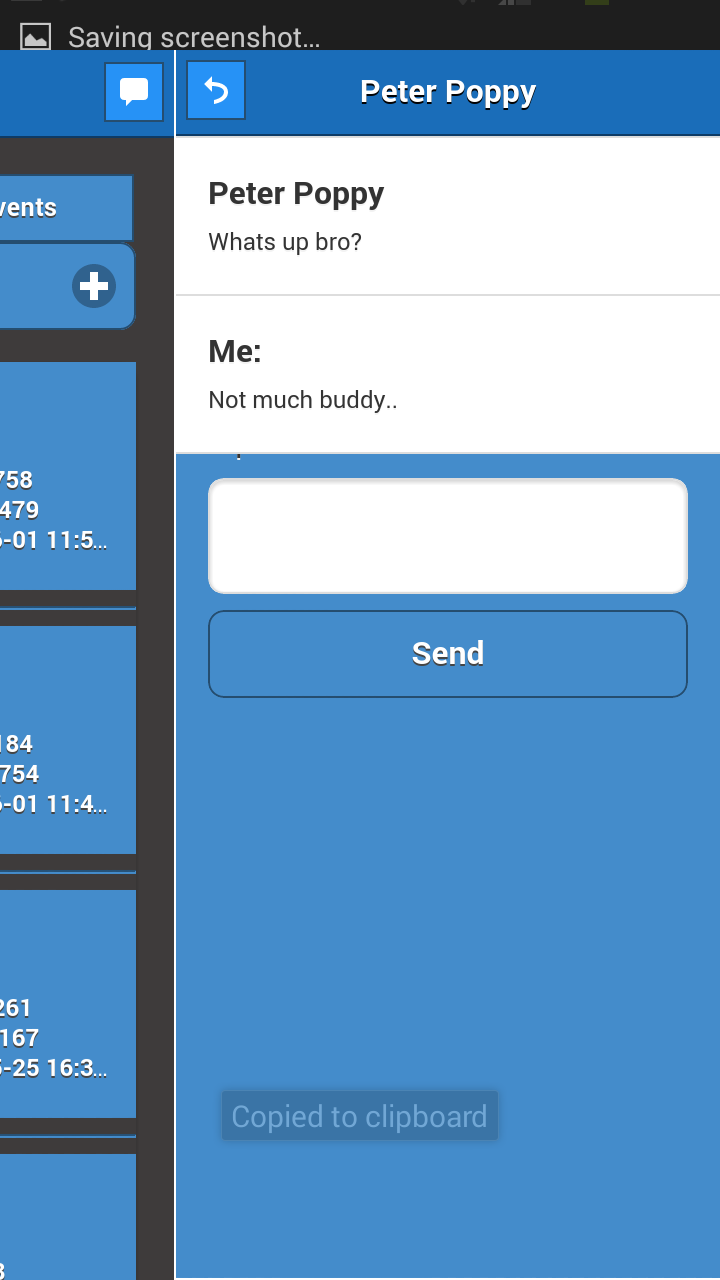 Saving screenshot...
Peter Poppy
Peter Poppy
Whats up bro?
Me:
Not much buddy..
Send
Copied to clipboard
vents
758
479
-01 11:5...
184
754
-01 11:4...
261
167
-25 16:3...